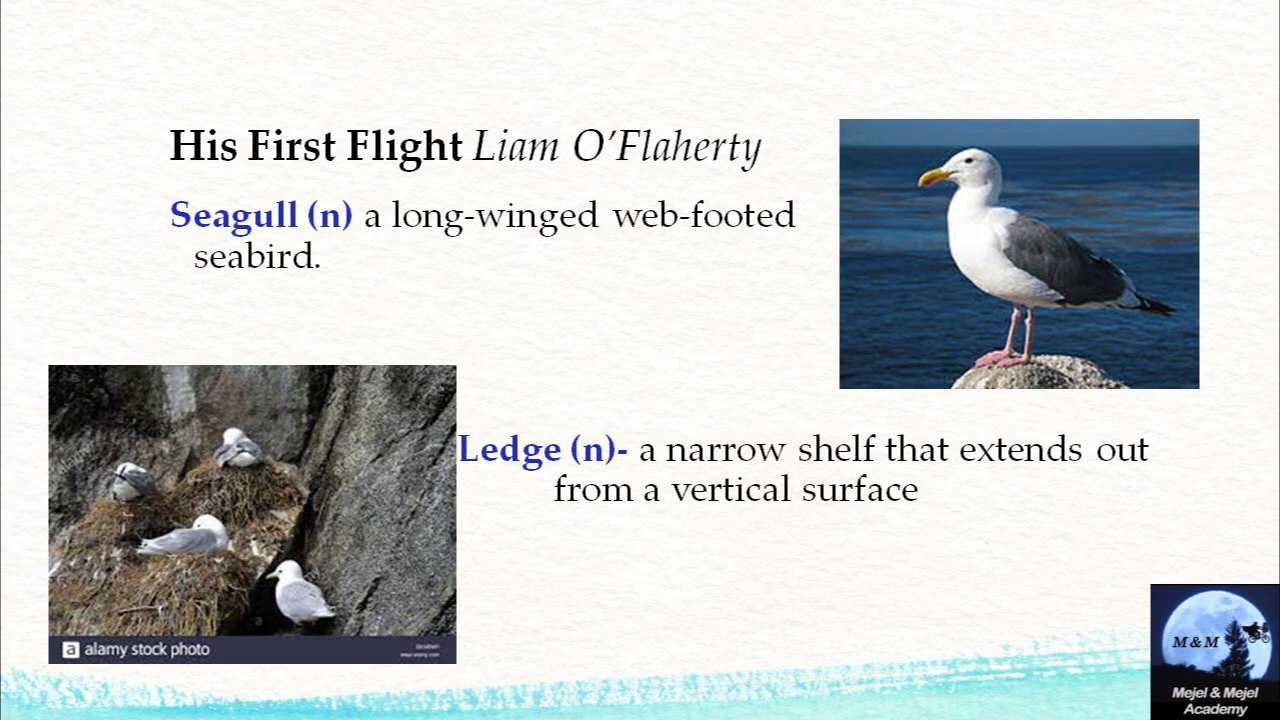 His First Flight Liam O’Flaherty
Seagull (n) a long-winged web-footed
seabird.
Ledge (n)- a narrow shelf that extends out
from a vertical surface
a alamy stock photo
M & M
Mejel & Mejel
Academy